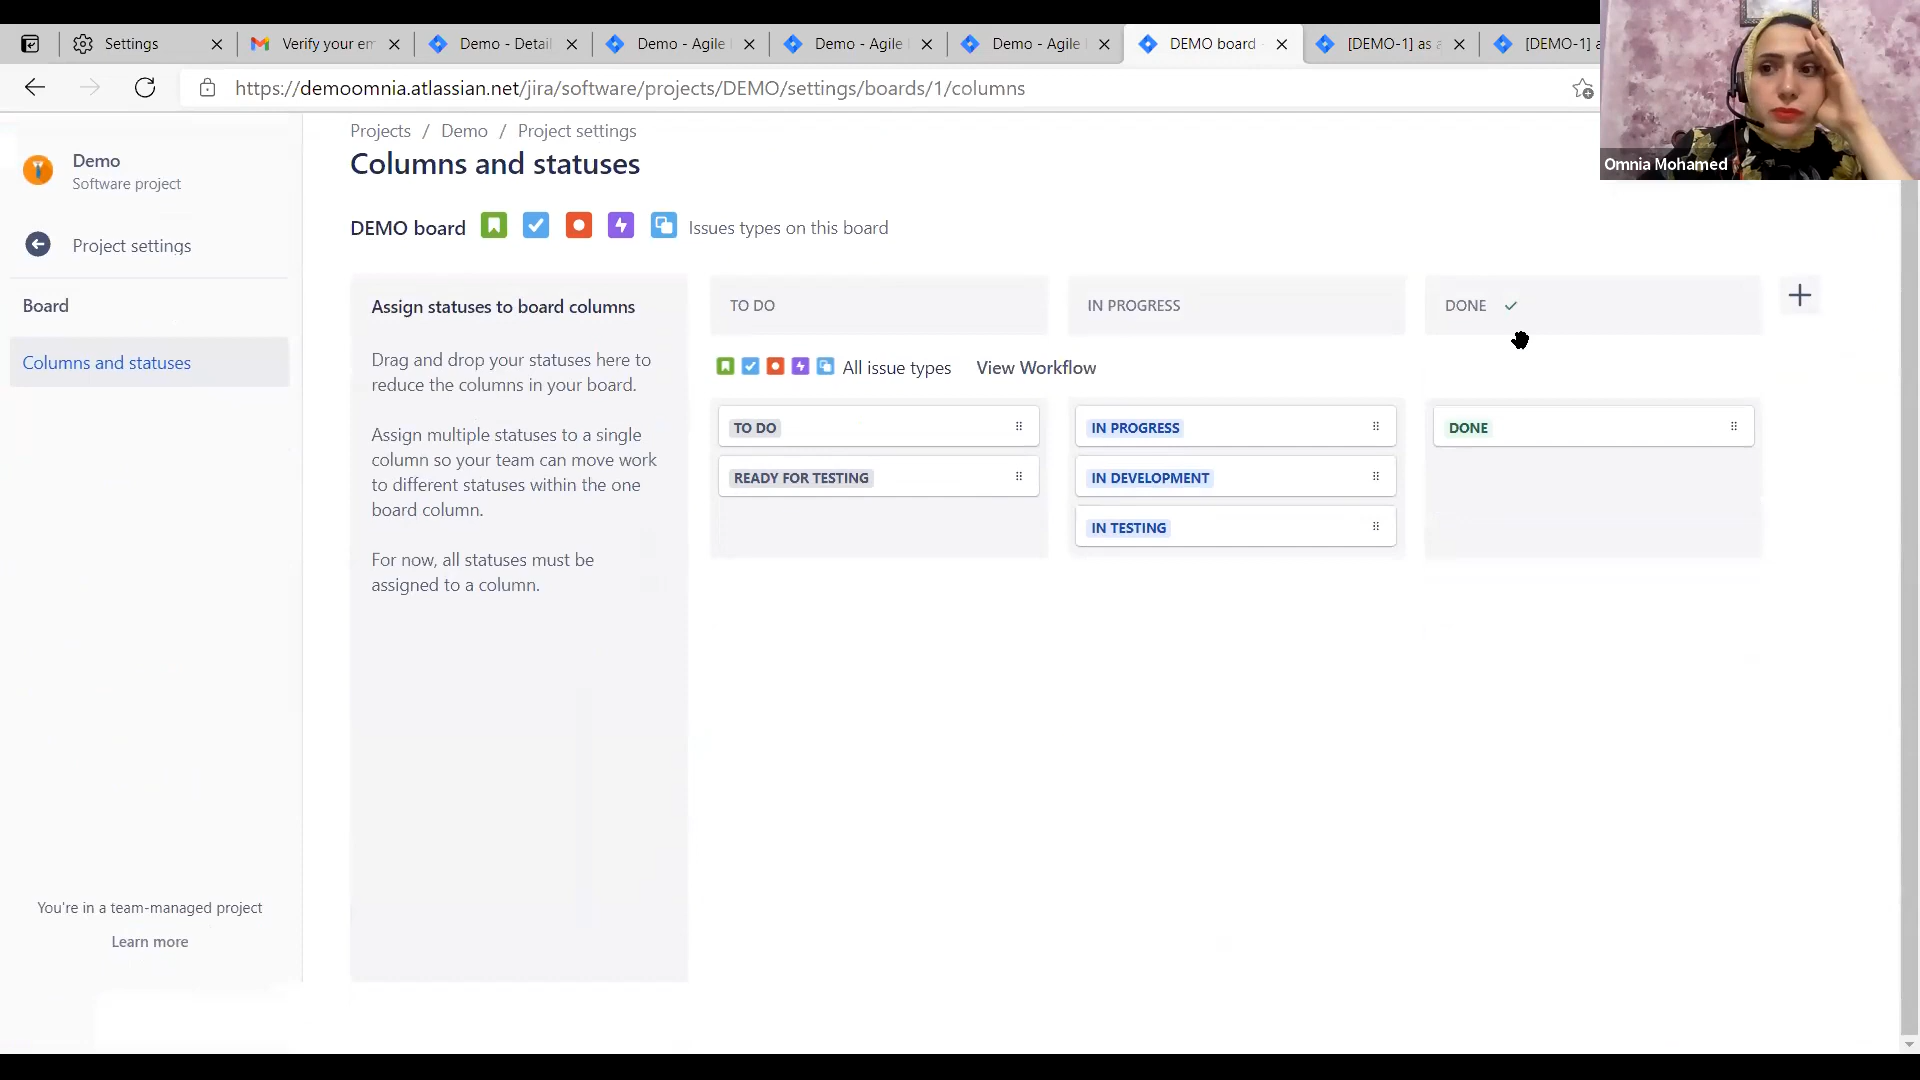 Settings
Verify your em
Demo - Detail
Demo - Agile
Demo - Agile
Demo - Agile
DEMO board -
[DEMO-1] as a
[DEMO-1] a
https://demoomnia.atlassian.net/jira/software/projects/DEMO/settings/boards/1/columns
Omnia Mohamed
Demo
Software project
Project settings
Board
Columns and statuses
You're in a team-managed project
Learn more
Projects / Demo / Project settings
Columns and statuses
DEMO board Issues types on this board
Assign statuses to board columns
Drag and drop your statuses here to
reduce the columns in your board.
Assign multiple statuses to a single
column so your team can move work
to different statuses within the one
board column.
For now, all statuses must be
assigned to a column.
TO DO
IN PROGRESS
DONE
All issue types View Workflow
TO DO
READY FOR TESTING
IN PROGRESS
IN DEVELOPMENT
IN TESTING
DONE